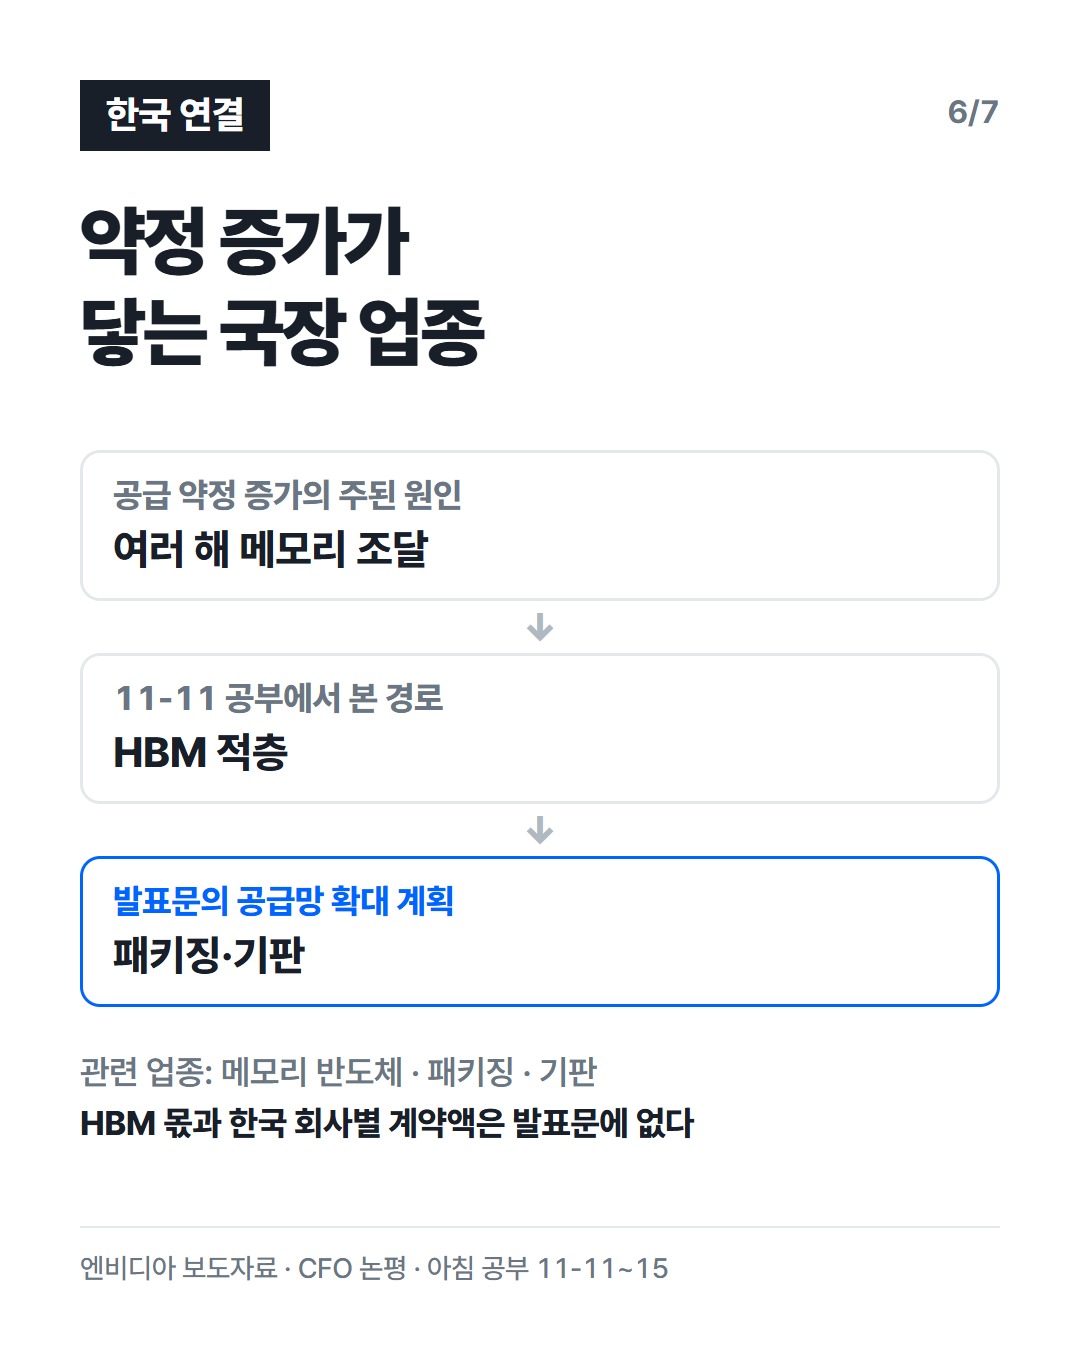 한국 연결
6/7
약정 증가가
닿는 국장 업종
공급 약정 증가의 주된 원인
여러 해 메모리 조달
↓
11-11 공부에서 본 경로
HBM 적층
↓
발표문의 공급망 확대 계획
패키징·기판
관련 업종: 메모리 반도체 · 패키징 · 기판
HBM 몫과 한국 회사별 계약액은 발표문에 없다
엔비디아 보도자료 · CFO 논평 · 아침 공부 11-11~15